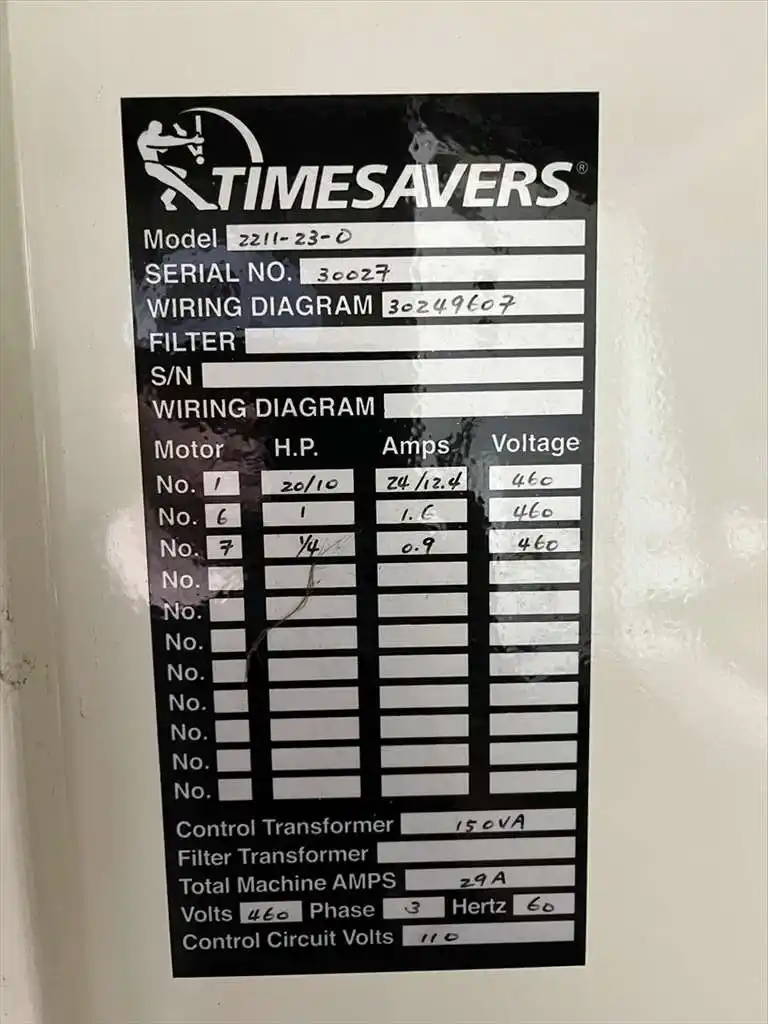 TIMESAVERS®
Model 2211-23-0
SERIAL NO. 30027
WIRING DIAGRAM 30249607
FILTER
S/N
WIRING DIAGRAM
Motor H.P. Amps Voltage
No. 1 20/10 24/12.4 460
No. 6 1 1.6 460
No. 7 1/4 0.9 460
No.
No.
No.
No.
No.
No.
No.
No.
Control Transformer 150VA
Filter Transformer
Total Machine AMPS 29A
Volts 460 Phase 3 Hertz 60
Control Circuit Volts 110